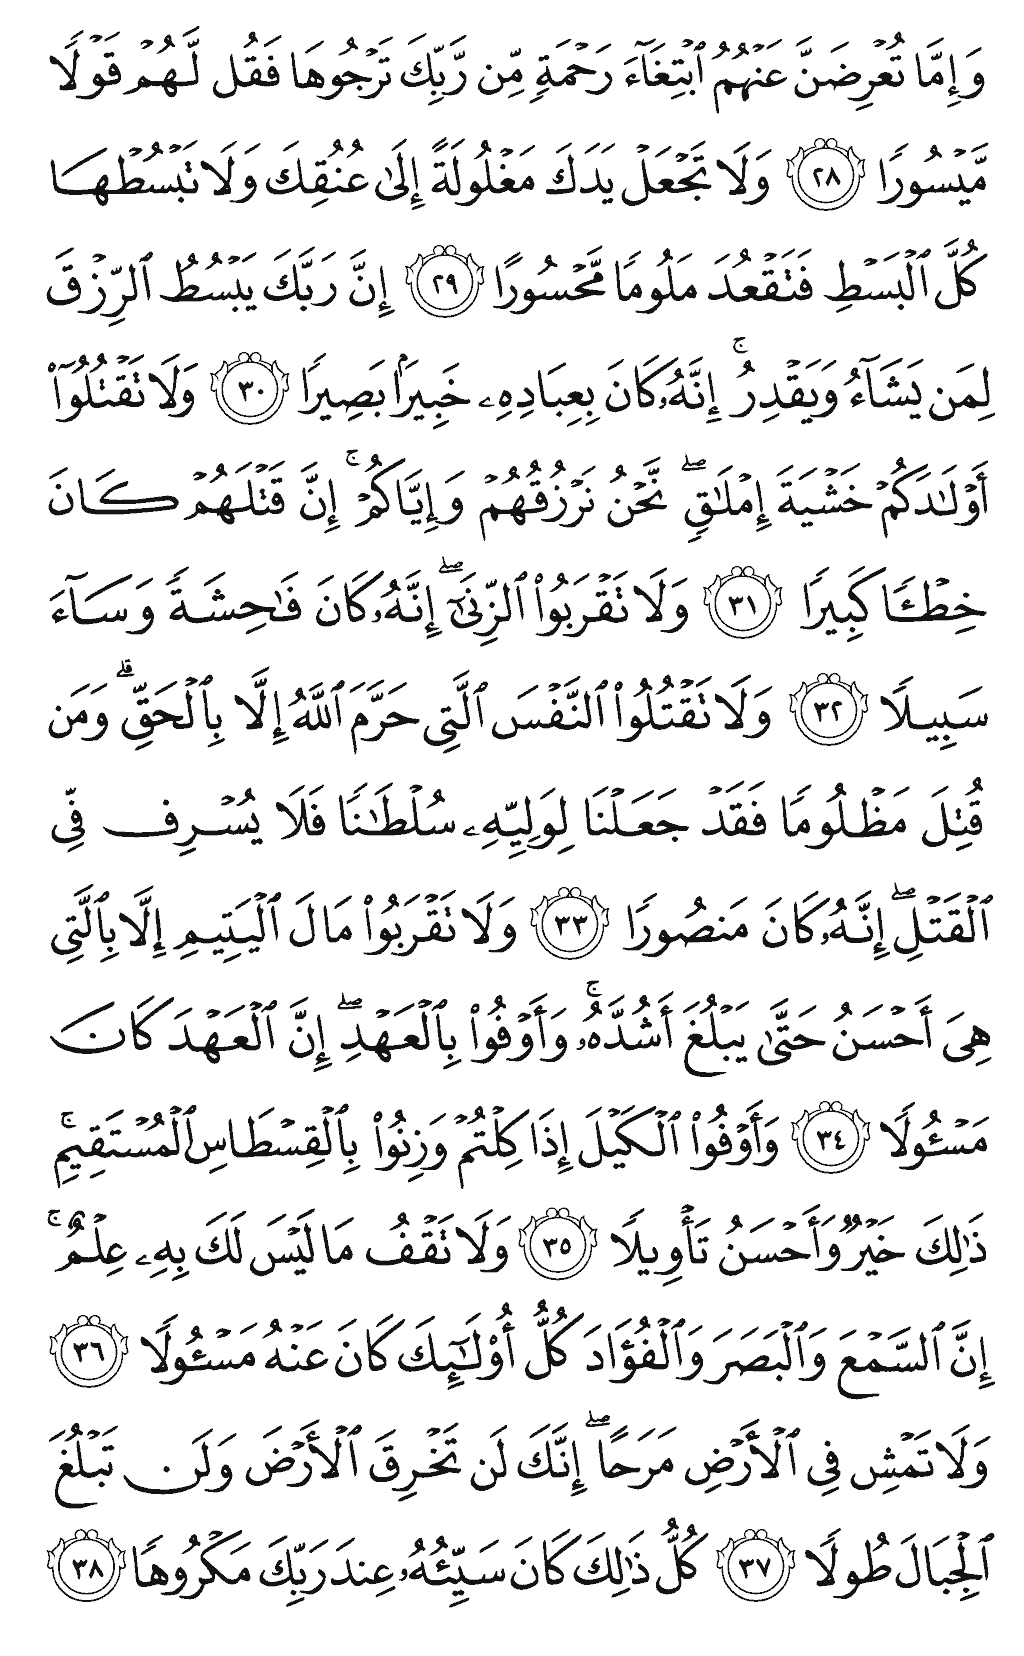 وَإِمَّا تُعْرِضَنَّ عَنْهُمُ ٱبْتِغَآءَ رَحْمَةٍ مِّن رَّبِّكَ تَرْجُوهَا فَقُل لَّهُمْ قَوْلًا
مَّيْسُورًا ٢٨ وَلَا تَجْعَلْ يَدَكَ مَغْلُولَةً إِلَىٰ عُنُقِكَ وَلَا تَبْسُطْهَا
كُلَّ ٱلْبَسْطِ فَتَقْعُدَ مَلُومًا مَّحْسُورًا ٢٩ إِنَّ رَبَّكَ يَبْسُطُ ٱلرِّزْقَ
لِمَن يَشَآءُ وَيَقْدِرُ ۚ إِنَّهُۥ كَانَ بِعِبَادِهِۦ خَبِيرًۢا بَصِيرًا ٣٠ وَلَا تَقْتُلُوٓا۟
أَوْلَـٰدَكُمْ خَشْيَةَ إِمْلَـٰقٍ ۖ نَّحْنُ نَرْزُقُهُمْ وَإِيَّاكُمْ ۚ إِنَّ قَتْلَهُمْ كَانَ
خِطْـًٔا كَبِيرًا ٣١ وَلَا تَقْرَبُوا۟ ٱلزِّنَىٰٓ ۖ إِنَّهُۥ كَانَ فَـٰحِشَةً وَسَآءَ
سَبِيلًا ٣٢ وَلَا تَقْتُلُوا۟ ٱلنَّفْسَ ٱلَّتِى حَرَّمَ ٱللَّهُ إِلَّا بِٱلْحَقِّ ۗ وَمَن
قُتِلَ مَظْلُومًا فَقَدْ جَعَلْنَا لِوَلِيِّهِۦ سُلْطَـٰنًا فَلَا يُسْرِف فِّى
ٱلْقَتْلِ ۖ إِنَّهُۥ كَانَ مَنصُورًا ٣٣ وَلَا تَقْرَبُوا۟ مَالَ ٱلْيَتِيمِ إِلَّا بِٱلَّتِى
هِىَ أَحْسَنُ حَتَّىٰ يَبْلُغَ أَشُدَّهُۥ ۚ وَأَوْفُوا۟ بِٱلْعَهْدِ ۖ إِنَّ ٱلْعَهْدَ كَانَ
مَسْـُٔولًا ٣٤ وَأَوْفُوا۟ ٱلْكَيْلَ إِذَا كِلْتُمْ وَزِنُوا۟ بِٱلْقِسْطَاسِ ٱلْمُسْتَقِيمِ ۚ
ذَٰلِكَ خَيْرٌ وَأَحْسَنُ تَأْوِيلًا ٣٥ وَلَا تَقْفُ مَا لَيْسَ لَكَ بِهِۦ عِلْمٌ ۚ
إِنَّ ٱلسَّمْعَ وَٱلْبَصَرَ وَٱلْفُؤَادَ كُلُّ أُو۟لَـٰٓئِكَ كَانَ عَنْهُ مَسْـُٔولًا ٣٦
وَلَا تَمْشِ فِى ٱلْأَرْضِ مَرَحًا ۖ إِنَّكَ لَن تَخْرِقَ ٱلْأَرْضَ وَلَن تَبْلُغَ
ٱلْجِبَالَ طُولًا ٣٧ كُلُّ ذَٰلِكَ كَانَ سَيِّئُهُۥ عِندَ رَبِّكَ مَكْرُوهًا ٣٨